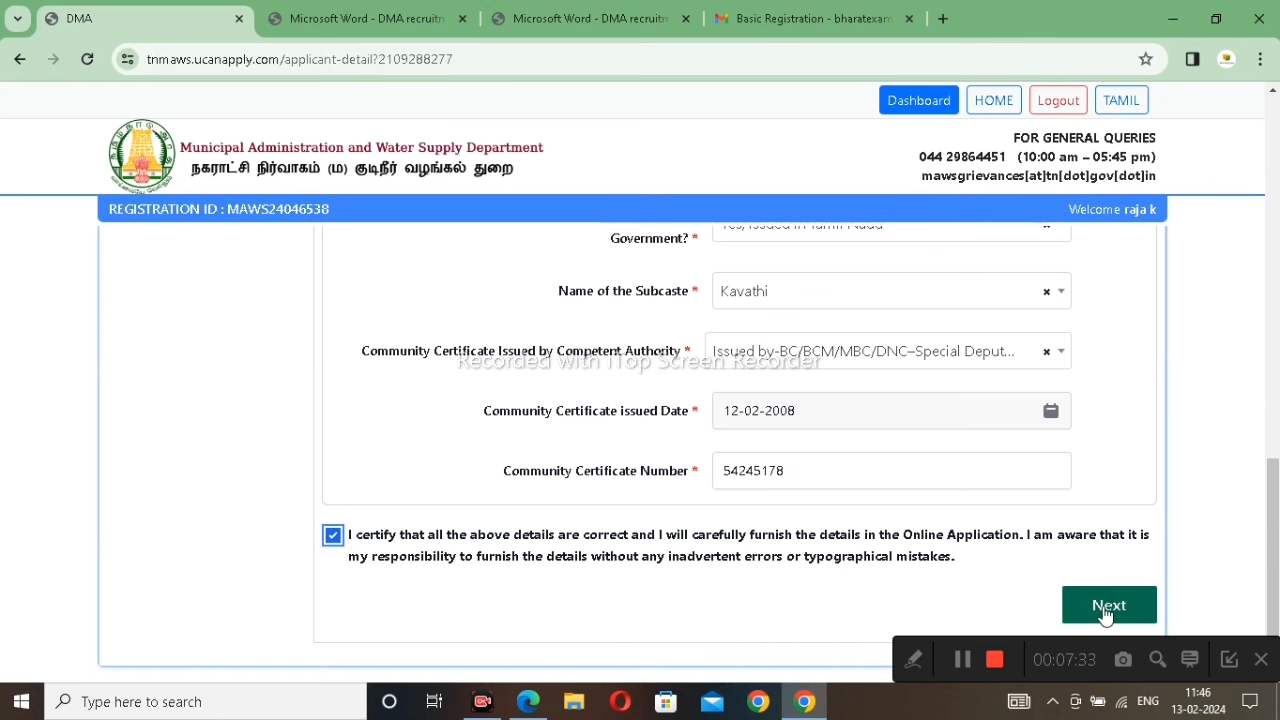 DMA
Microsoft Word - DMA recruitm
Microsoft Word - DMA recruitm
Basic Registration - bharatexam
tnmaws.ucanapply.com/applicant-detail?2109288277
Dashboard
HOME
Logout
TAMIL
Municipal Administration and Water Supply Department
நகராட்சி நிர்வாகம் (ம) குடிநீர் வழங்கல் துறை
FOR GENERAL QUERIES
044 29864451 (10:00 am – 05:45 pm)
mawsgrievances[at]tn[dot]gov[dot]in
REGISTRATION ID : MAWS24046538
Welcome raja k
Government? *
Name of the Subcaste *
Kavathi
Community Certificate Issued by Competent Authority *
Issued by-BC/BCM/MBC/DNC–Special Deput...
Recorded with iTop Screen Recorder
Community Certificate issued Date *
12-02-2008
Community Certificate Number *
54245178
I certify that all the above details are correct and I will carefully furnish the details in the Online Application. I am aware that it is
my responsibility to furnish the details without any inadvertent errors or typographical mistakes.
Next
00:07:33
Type here to search
ENG
11:46
13-02-2024